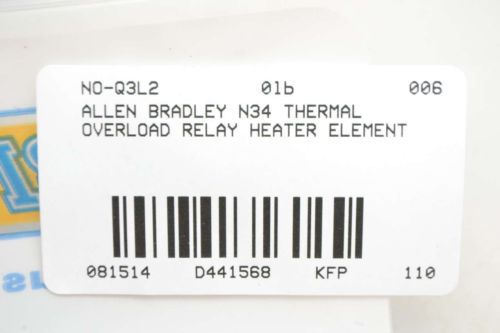 NO-Q3L2 01b 006
ALLEN BRADLEY N34 THERMAL
OVERLOAD RELAY HEATER ELEMENT
081514 D441568 KFP 110